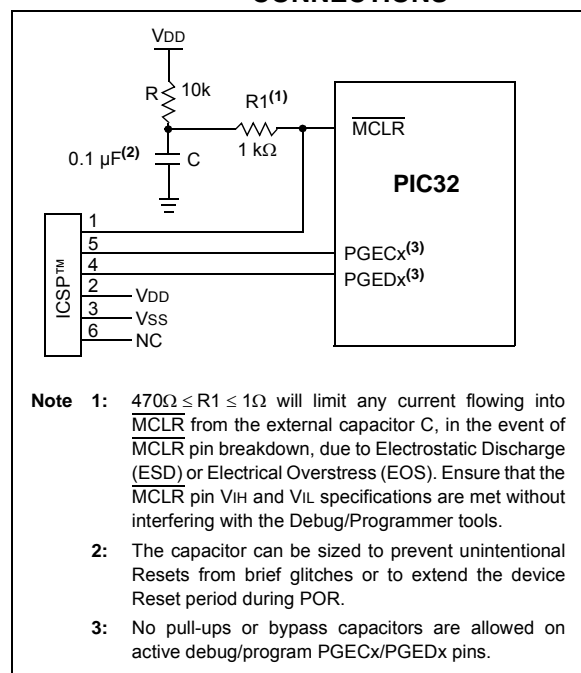 CONNECTIONS
VDD
R 10k
R1(1)
1 kΩ
0.1 µF(2) C
MCLR
PIC32
ICSP™
1
5
4
2
3
6
PGECx(3)
PGEDx(3)
VDD
VSS
NC
Note 1: 470Ω ≤ R1 ≤ 1Ω will limit any current flowing into
MCLR from the external capacitor C, in the event of
MCLR pin breakdown, due to Electrostatic Discharge
(ESD) or Electrical Overstress (EOS). Ensure that the
MCLR pin VIH and VIL specifications are met without
interfering with the Debug/Programmer tools.
2: The capacitor can be sized to prevent unintentional
Resets from brief glitches or to extend the device
Reset period during POR.
3: No pull-ups or bypass capacitors are allowed on
active debug/program PGECx/PGEDx pins.